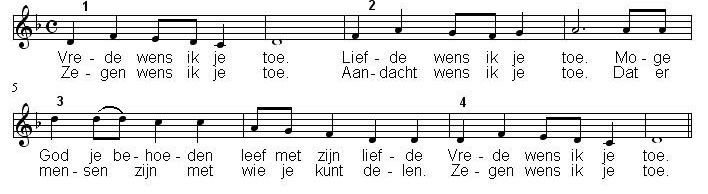 1 2
Vre - de wens ik je toe. Lief - de wens ik je toe. Mo - ge
Ze - gen wens ik je toe. Aan - dacht wens ik je toe. Dat er
5
3 4
God je be - hoe - den leef met zijn lief - de Vre - de wens ik je toe.
men - sen zijn met wie je kunt de - len. Ze - gen wens ik je toe.